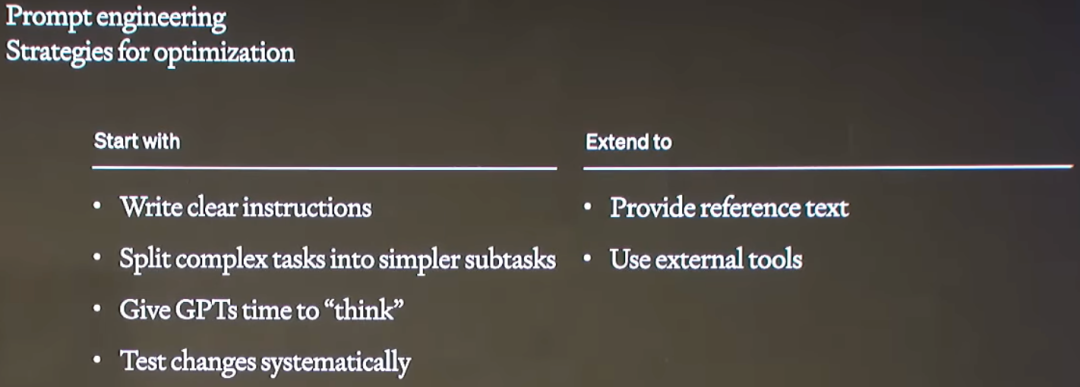 Prompt engineering
Strategies for optimization
Start with
• Write clear instructions
• Split complex tasks into simpler subtasks
• Give GPTs time to “think”
• Test changes systematically
Extend to
• Provide reference text
• Use external tools